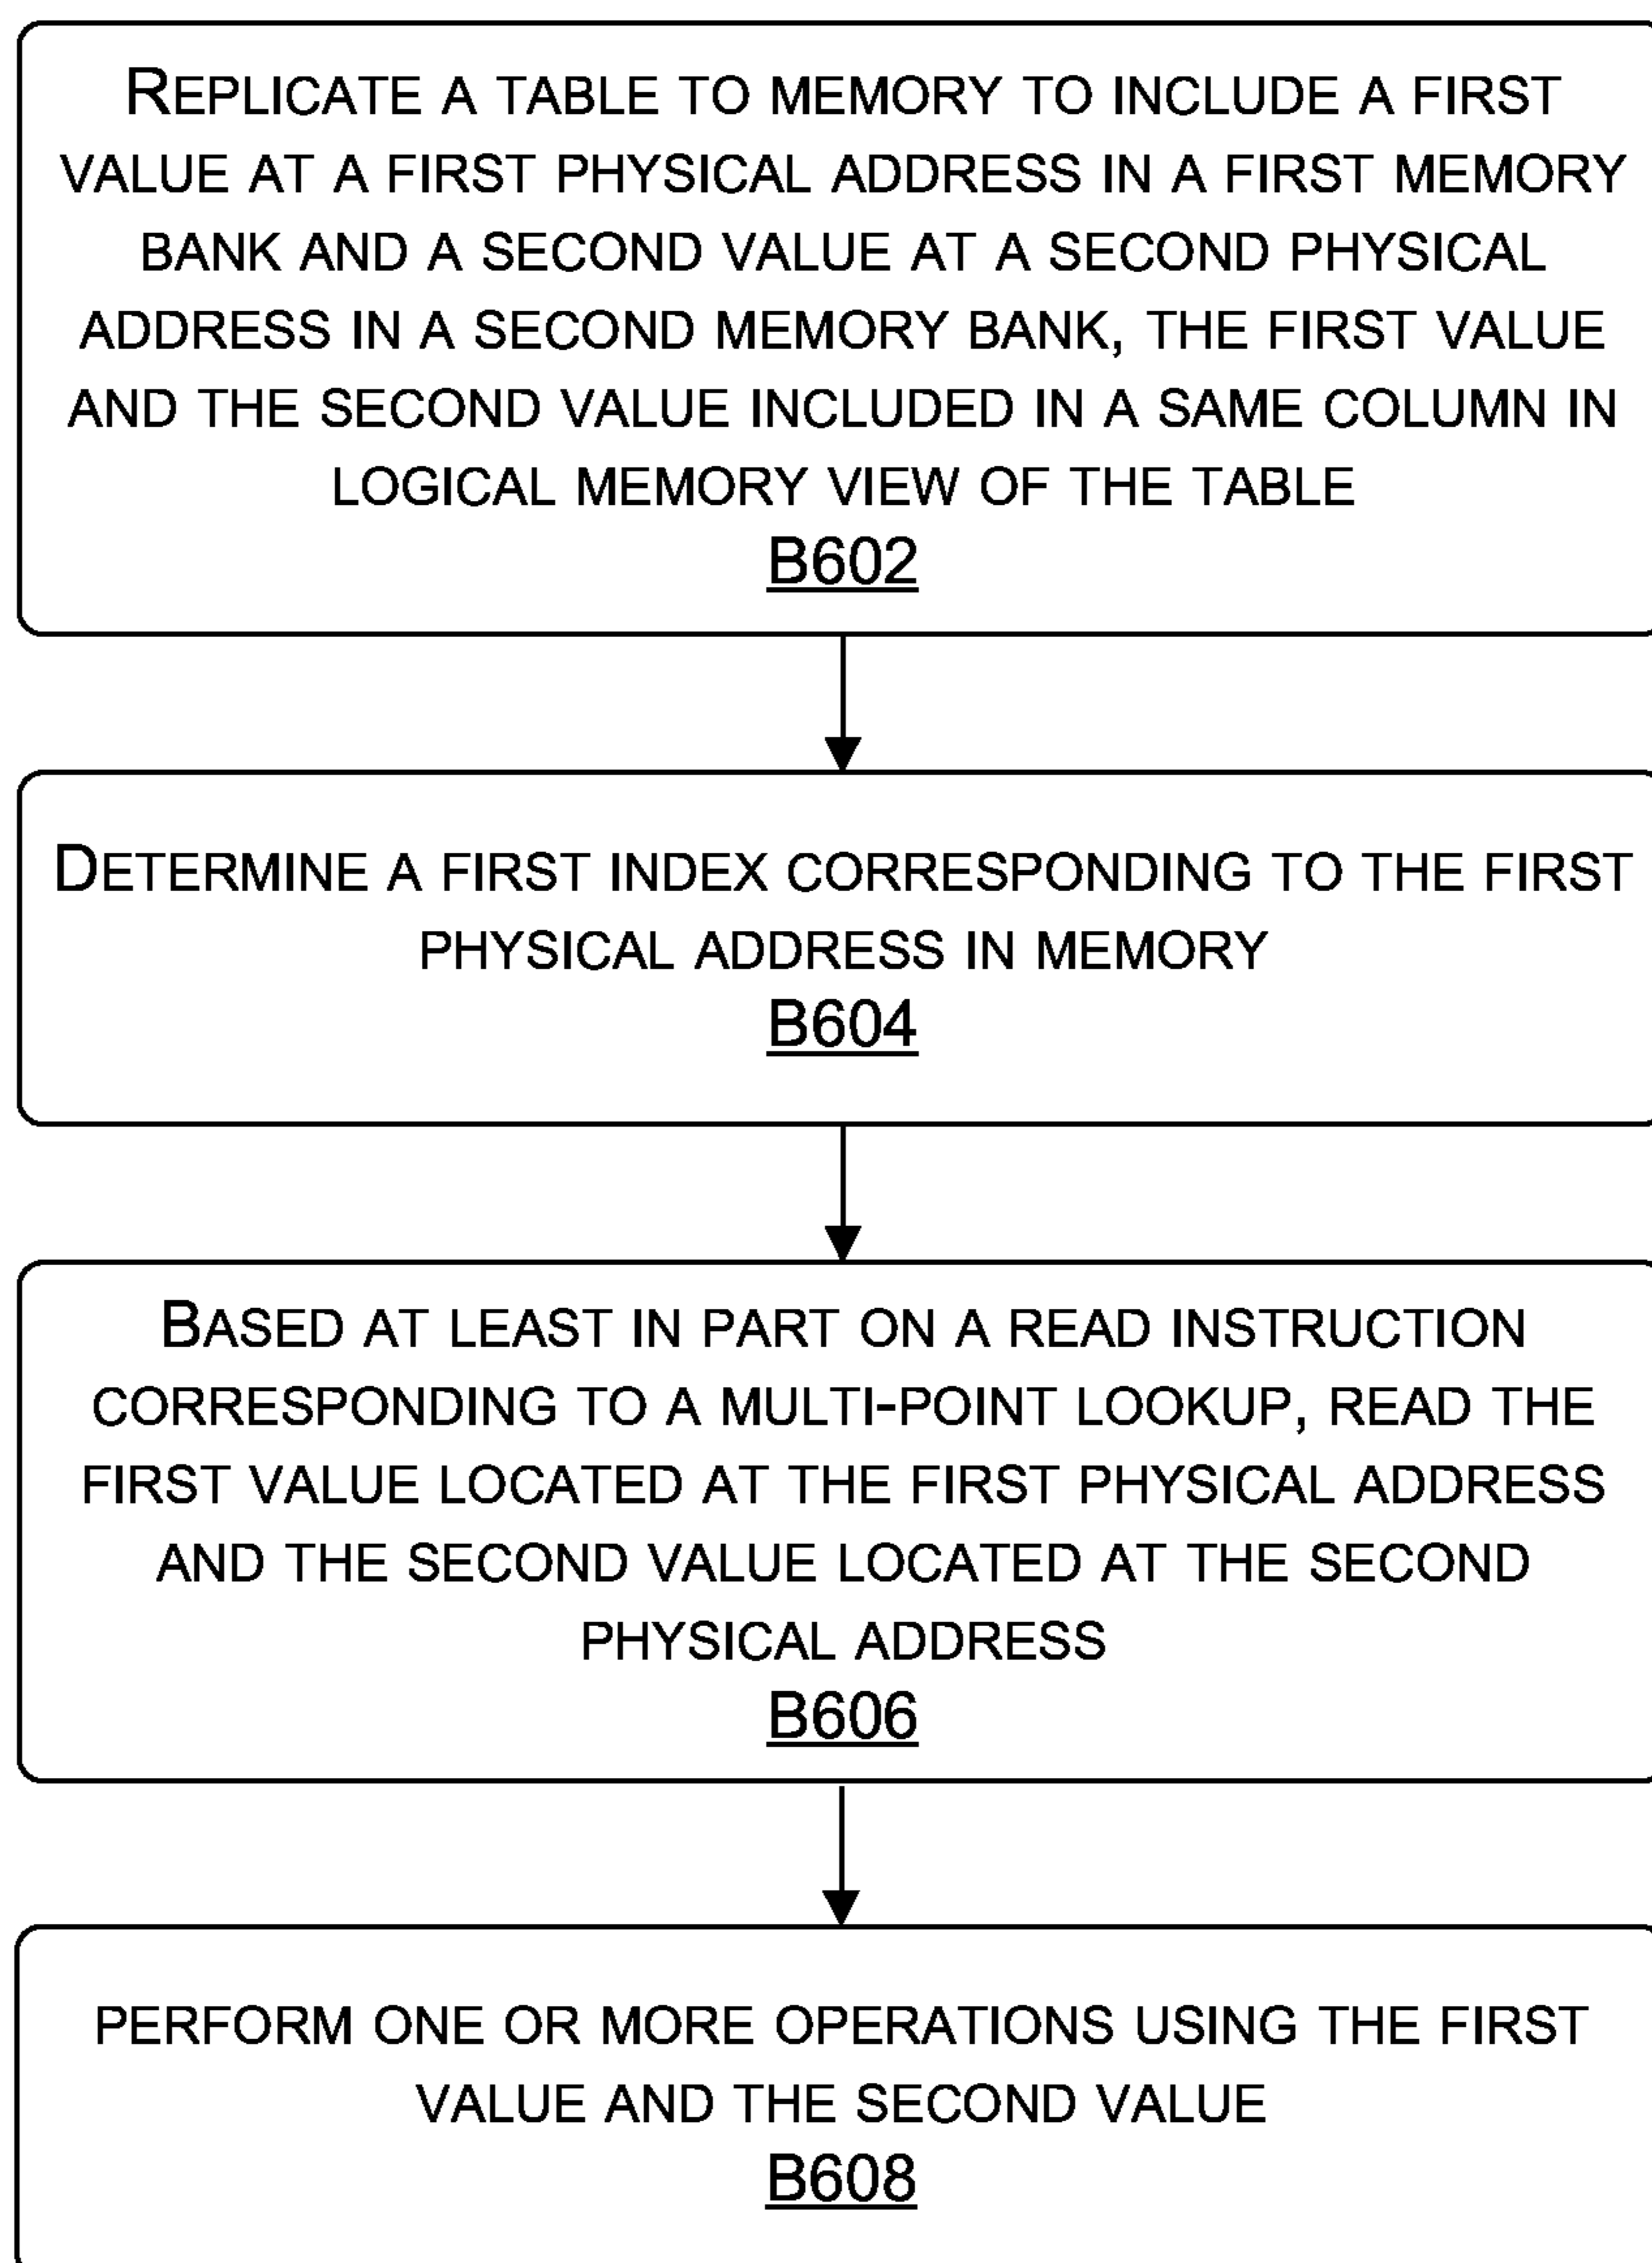 REPLICATE A TABLE TO MEMORY TO INCLUDE A FIRST
VALUE AT A FIRST PHYSICAL ADDRESS IN A FIRST MEMORY
BANK AND A SECOND VALUE AT A SECOND PHYSICAL
ADDRESS IN A SECOND MEMORY BANK, THE FIRST VALUE
AND THE SECOND VALUE INCLUDED IN A SAME COLUMN IN
LOGICAL MEMORY VIEW OF THE TABLE
B602
DETERMINE A FIRST INDEX CORRESPONDING TO THE FIRST
PHYSICAL ADDRESS IN MEMORY
B604
BASED AT LEAST IN PART ON A READ INSTRUCTION
CORRESPONDING TO A MULTI-POINT LOOKUP, READ THE
FIRST VALUE LOCATED AT THE FIRST PHYSICAL ADDRESS
AND THE SECOND VALUE LOCATED AT THE SECOND
PHYSICAL ADDRESS
B606
PERFORM ONE OR MORE OPERATIONS USING THE FIRST
VALUE AND THE SECOND VALUE
B608